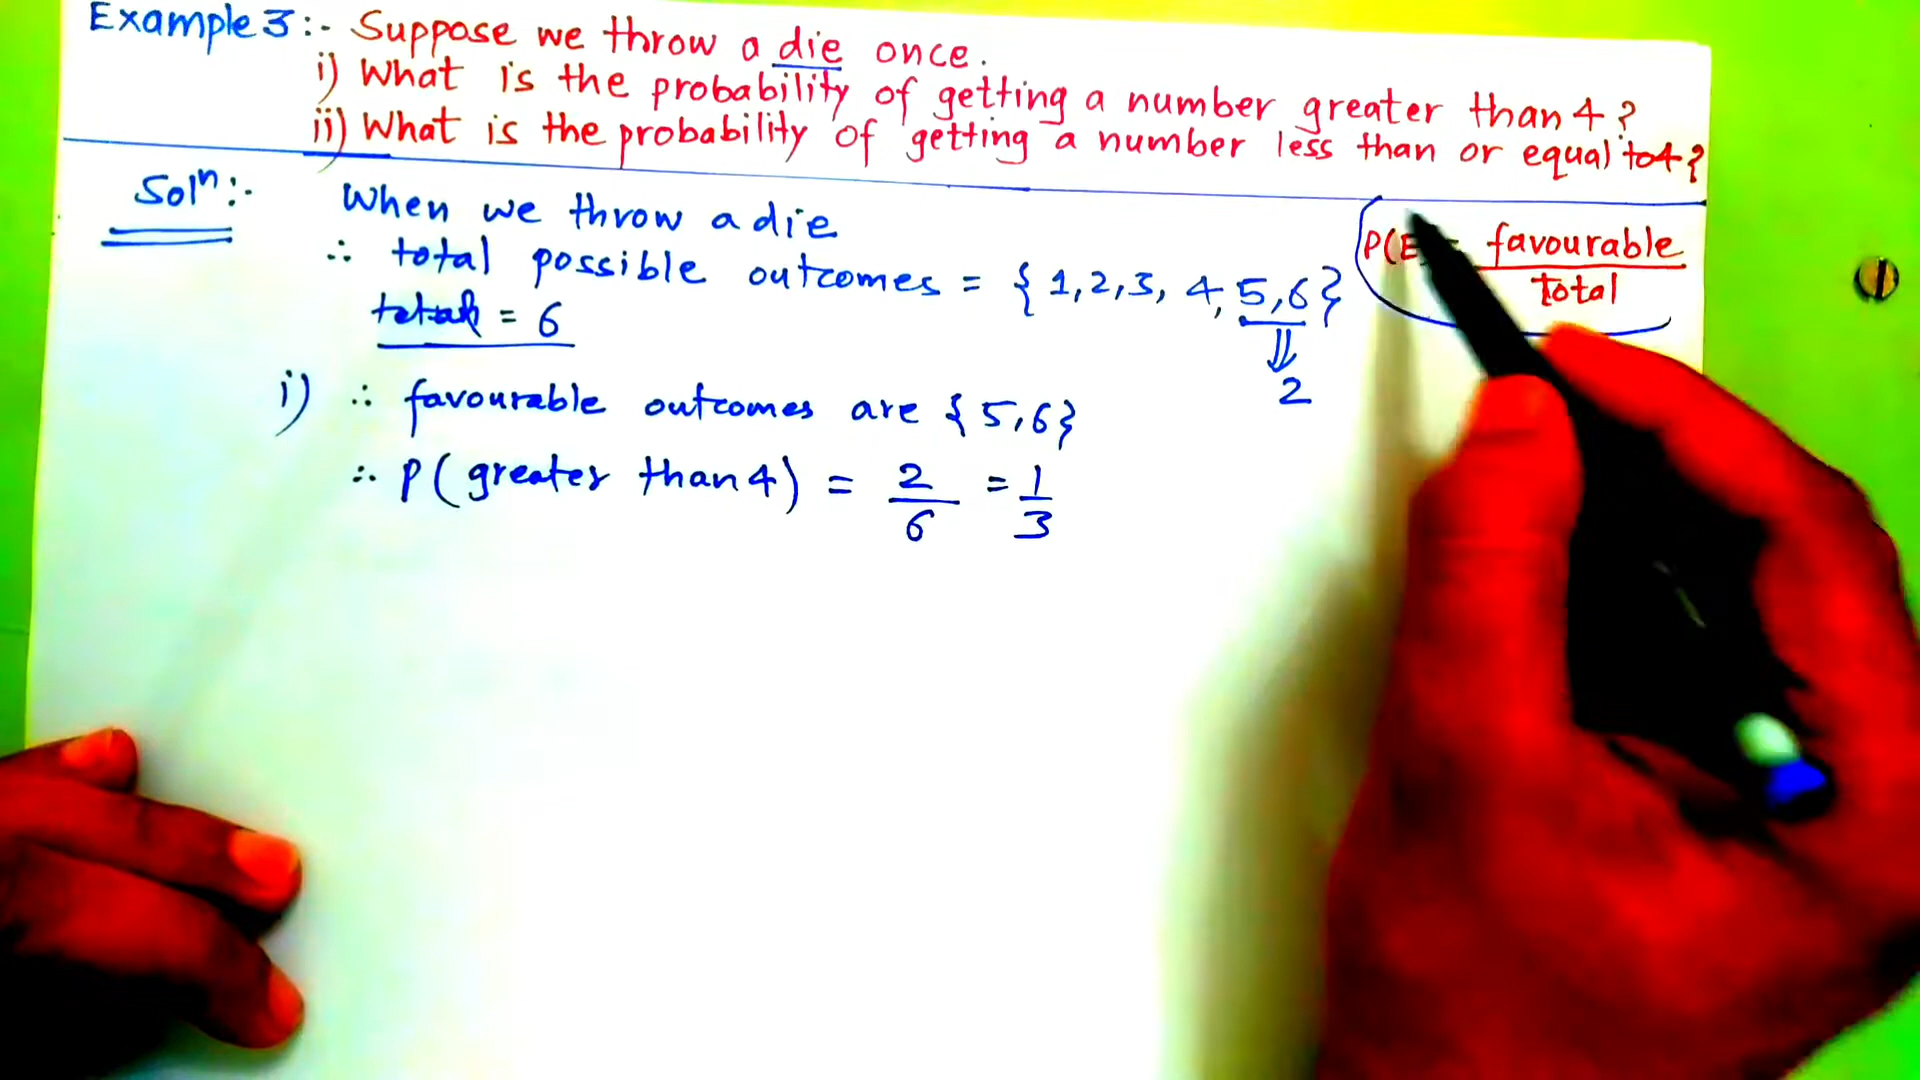 Example 3 :- Suppose we throw a die once.
i) What is the probability of getting a number greater than 4 ?
ii) What is the probability of getting a number less than or equal to 4 ?
Solⁿ :-
When we throw a die
∴ total possible outcomes = { 1, 2, 3, 4, 5, 6 }
= 6
⇓
2
P(E = favourable
Total
i) ∴ favourable outcomes are { 5, 6 }
∴ P ( greater than 4 ) = 2/6 = 1/3